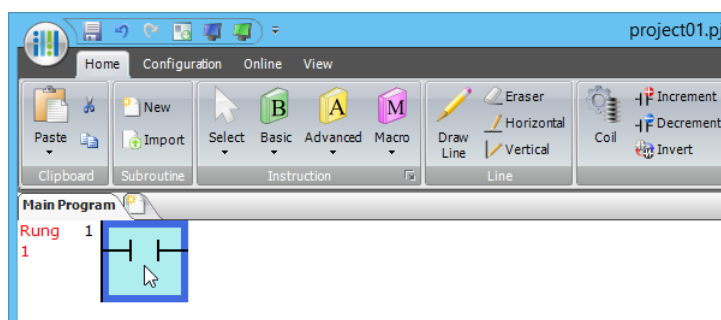 project01.pj
Home Configuration Online View
Paste
Clipboard
New
Import
Subroutine
Select
B
Basic
A
Advanced
M
Macro
Instruction
Draw
Line
Eraser
Horizontal
Vertical
Line
Coil
Increment
Decrement
Invert
Main Program
Rung 1
1